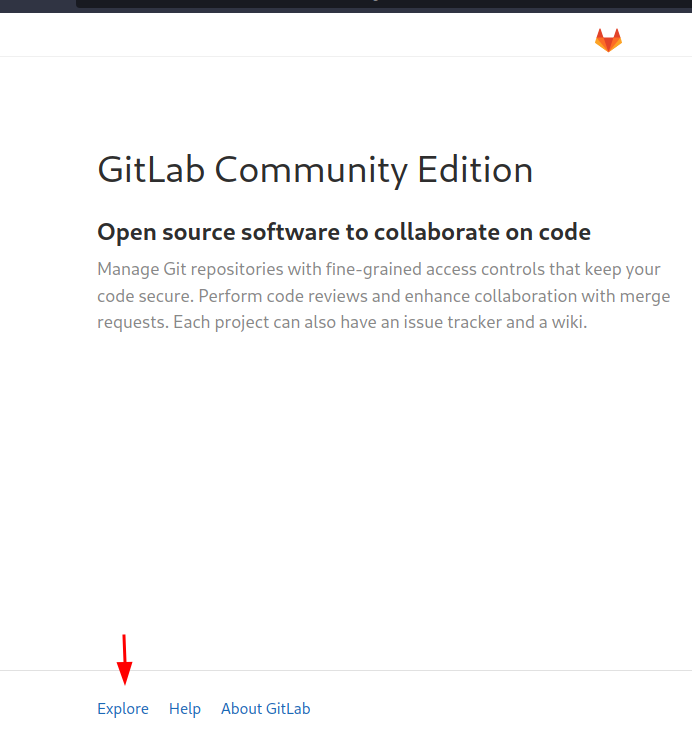 GitLab Community Edition
Open source software to collaborate on code
Manage Git repositories with fine-grained access controls that keep your
code secure. Perform code reviews and enhance collaboration with merge
requests. Each project can also have an issue tracker and a wiki.
Explore Help About GitLab